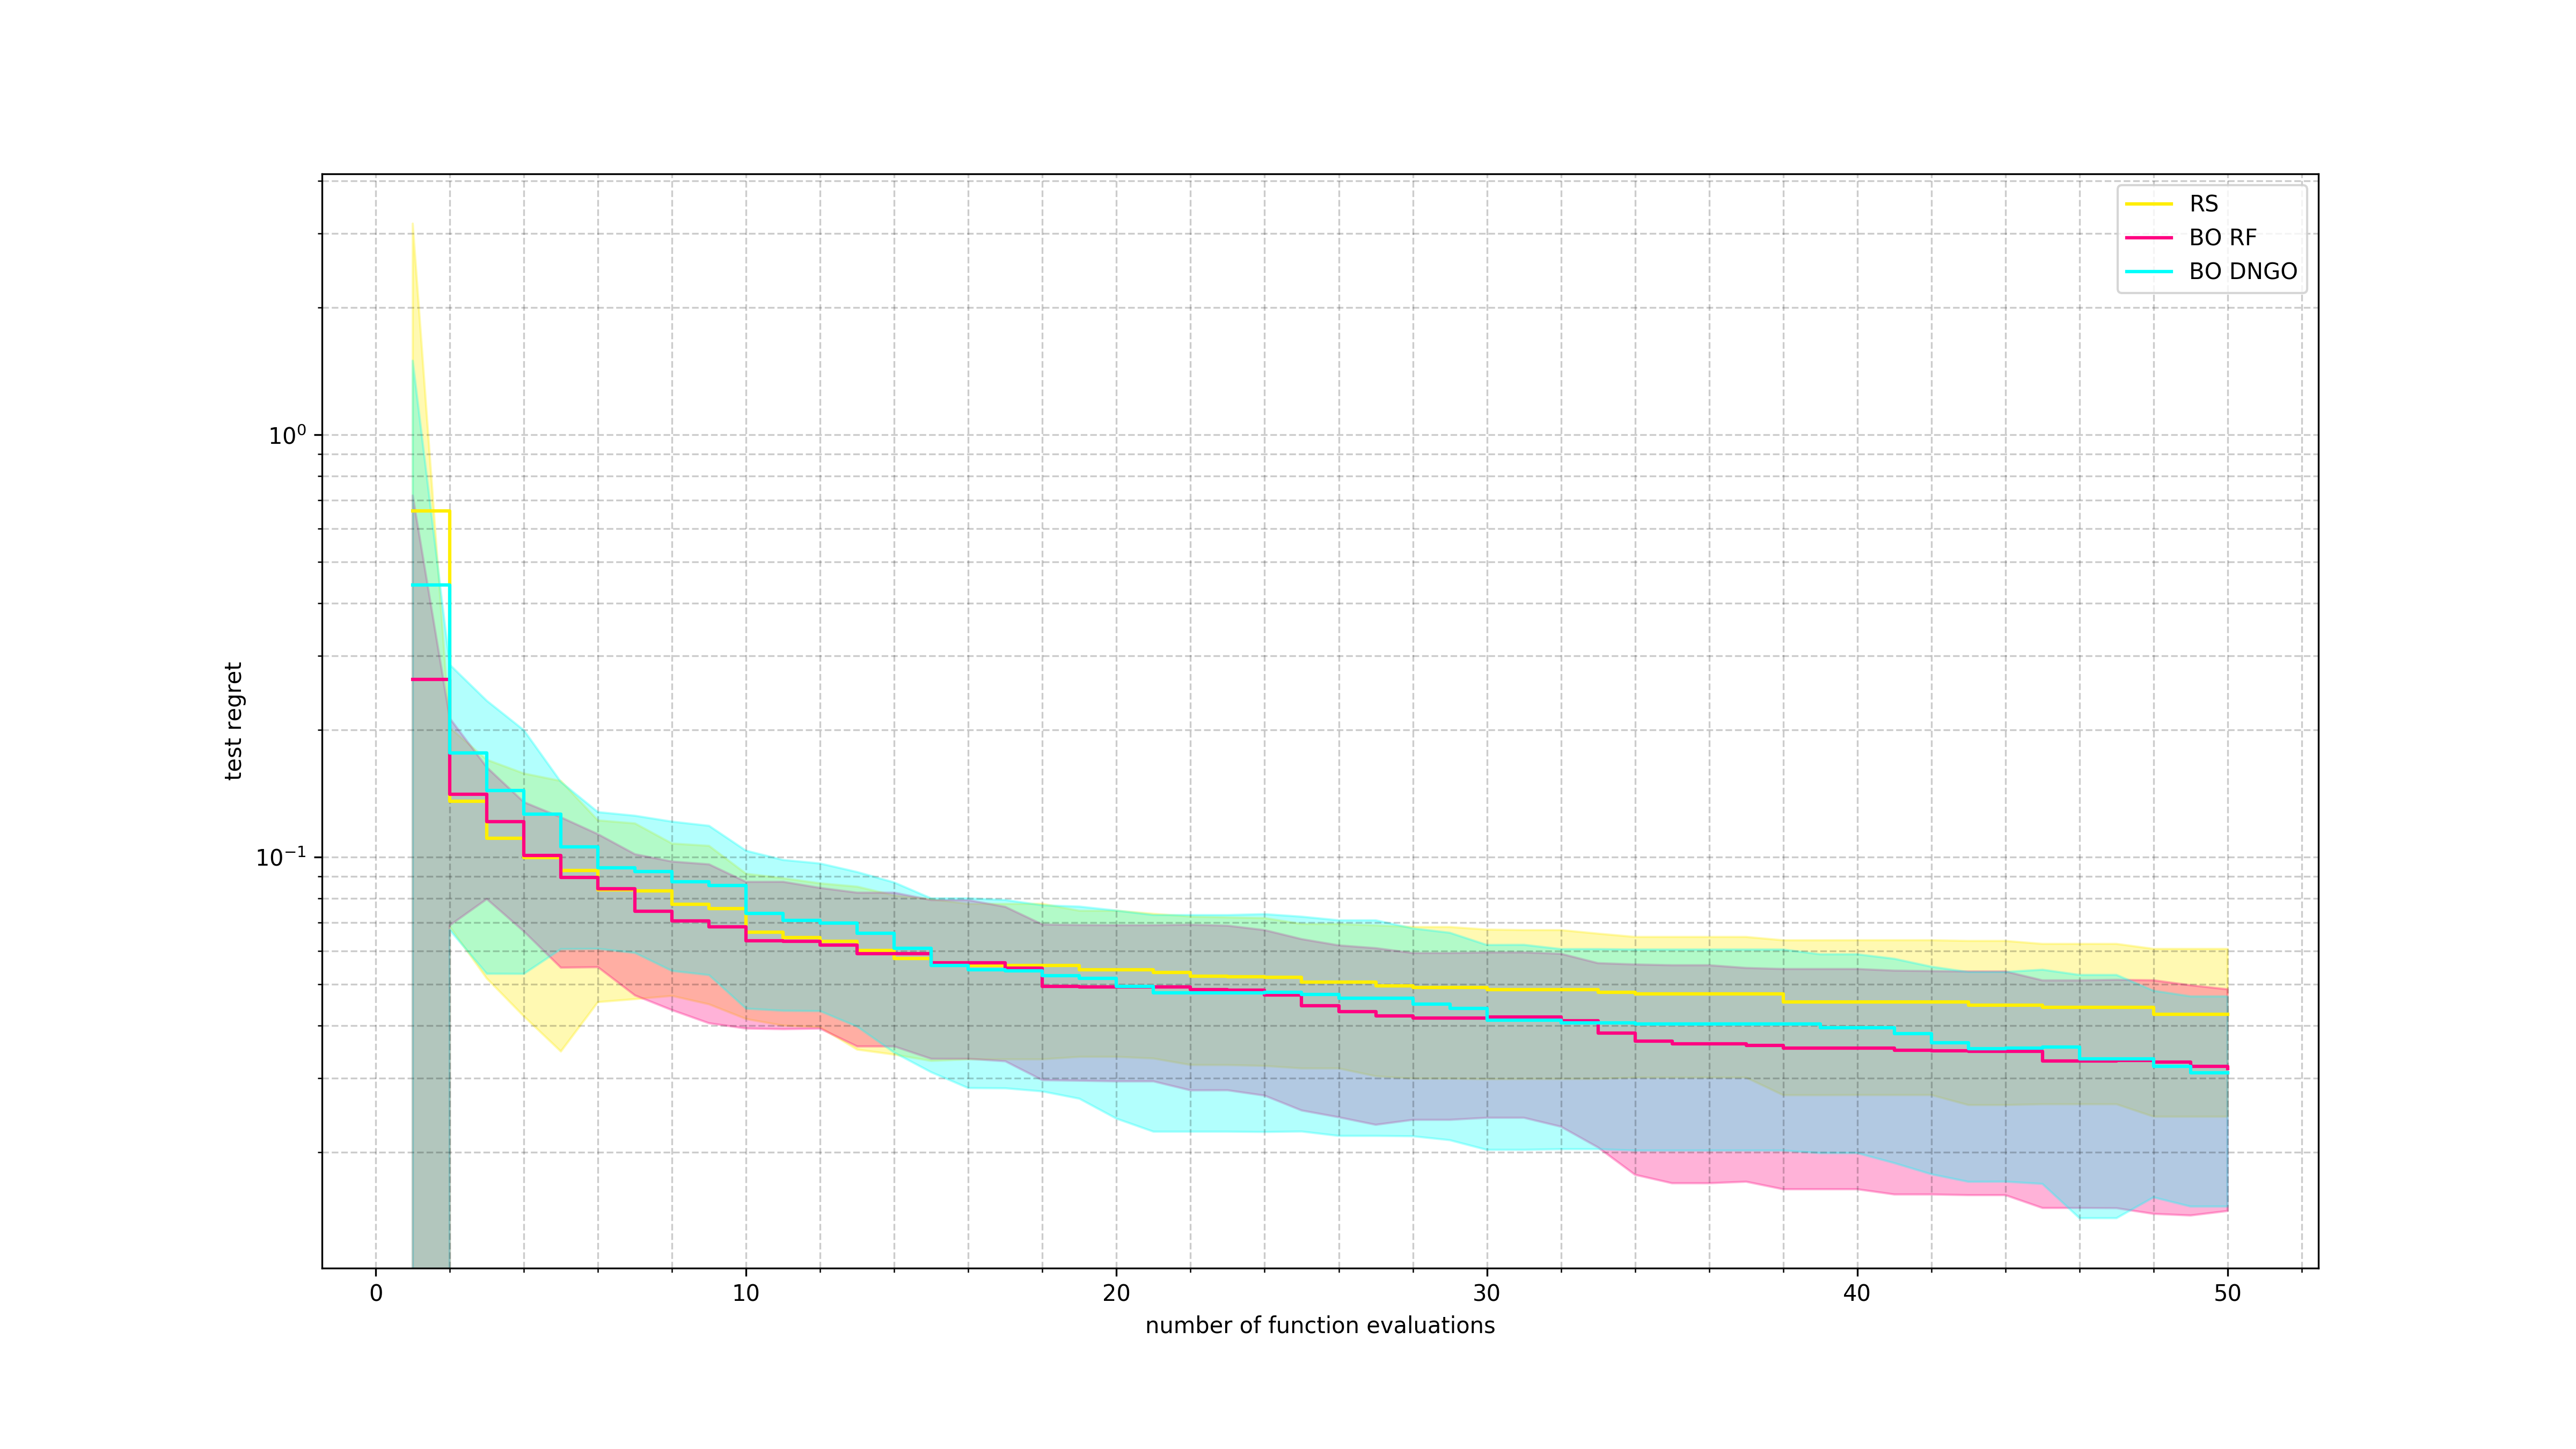 RS
BO RF
BO DNGO
10⁰
10⁻¹
test regret
0 10 20 30 40 50
number of function evaluations